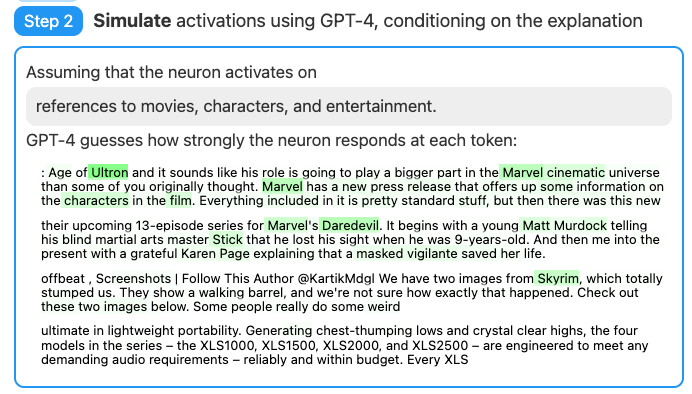 Step 2 Simulate activations using GPT-4, conditioning on the explanation
Assuming that the neuron activates on
references to movies, characters, and entertainment.
GPT-4 guesses how strongly the neuron responds at each token:
: Age of Ultron and it sounds like his role is going to play a bigger part in the Marvel cinematic universe
than some of you originally thought. Marvel has a new press release that offers up some information on
the characters in the film. Everything included in it is pretty standard stuff, but then there was this new
their upcoming 13-episode series for Marvel's Daredevil. It begins with a young Matt Murdock telling
his blind martial arts master Stick that he lost his sight when he was 9-years-old. And then me into the
present with a grateful Karen Page explaining that a masked vigilante saved her life.
offbeat , Screenshots | Follow This Author @KartikMdgl We have two images from Skyrim, which totally
stumped us. They show a walking barrel, and we're not sure how exactly that happened. Check out
these two images below. Some people really do some weird
ultimate in lightweight portability. Generating chest-thumping lows and crystal clear highs, the four
models in the series – the XLS1000, XLS1500, XLS2000, and XLS2500 – are engineered to meet any
demanding audio requirements – reliably and within budget. Every XLS